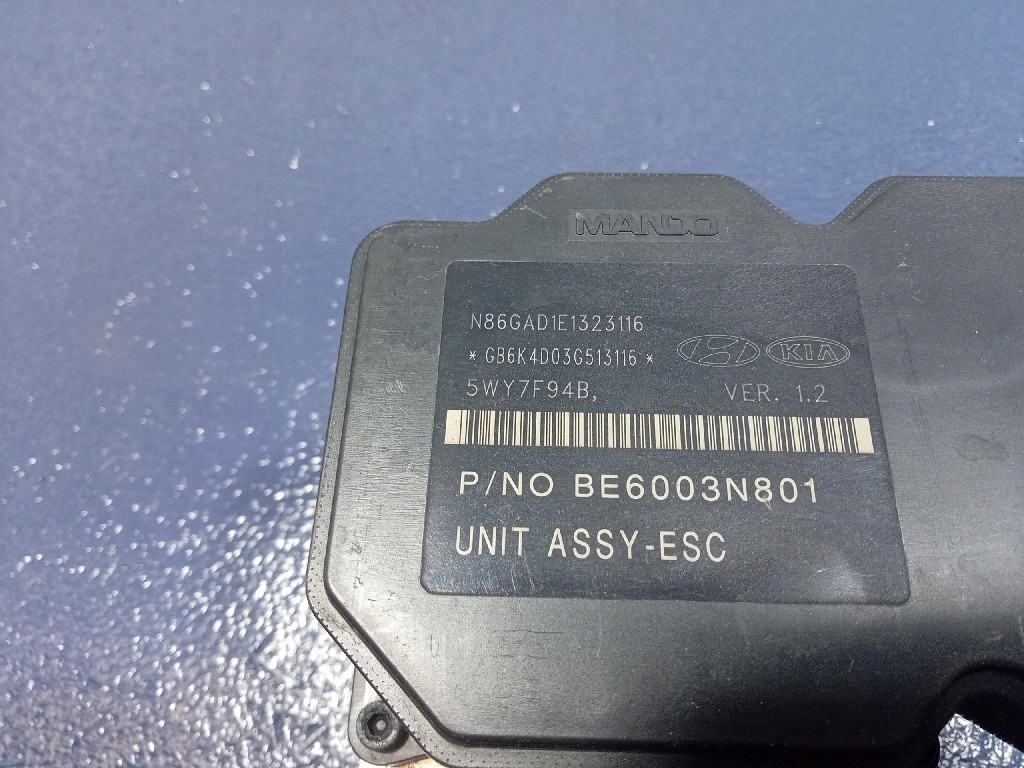 MANDO
N86GAD1E1323116
* GB6K4D03G513116 *
KIA
5WY7F94B, VER. 1.2
P/NO BE6003N801
UNIT ASSY-ESC